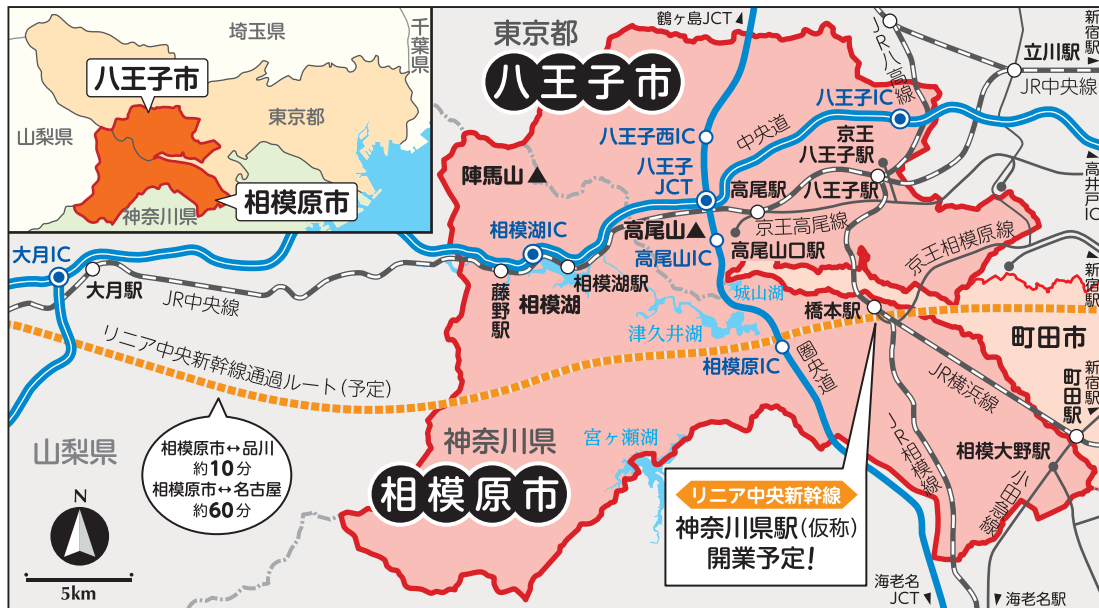 埼玉県
千葉県
八王子市
東京都
山梨県
相模原市
神奈川県
鶴ヶ島JCT
東京都
八王子市
JR八高線
新宿駅
立川駅
JR中央線
八王子IC
八王子西IC
中央道
京王
八王子駅
八王子
JCT
高井戸IC
陣馬山
高尾駅
八王子駅
高尾山
京王高尾線
高尾山口駅
京王相模原線
新宿駅
大月IC
相模湖IC
高尾山IC
大月駅
JR中央線
藤野駅
相模湖
相模湖駅
城山湖
津久井湖
橋本駅
町田市
リニア中央新幹線通過ルート(予定)
相模原IC
圏央道
JR横浜線
新宿駅
町田駅
相模原市↔品川
約10分
相模原市↔名古屋
約60分
山梨県
神奈川県
宮ヶ瀬湖
相模原市
JR相模線
相模大野駅
小田急線
リニア中央新幹線
神奈川県駅(仮称)
開業予定!
N
5km
海老名
JCT
海老名駅